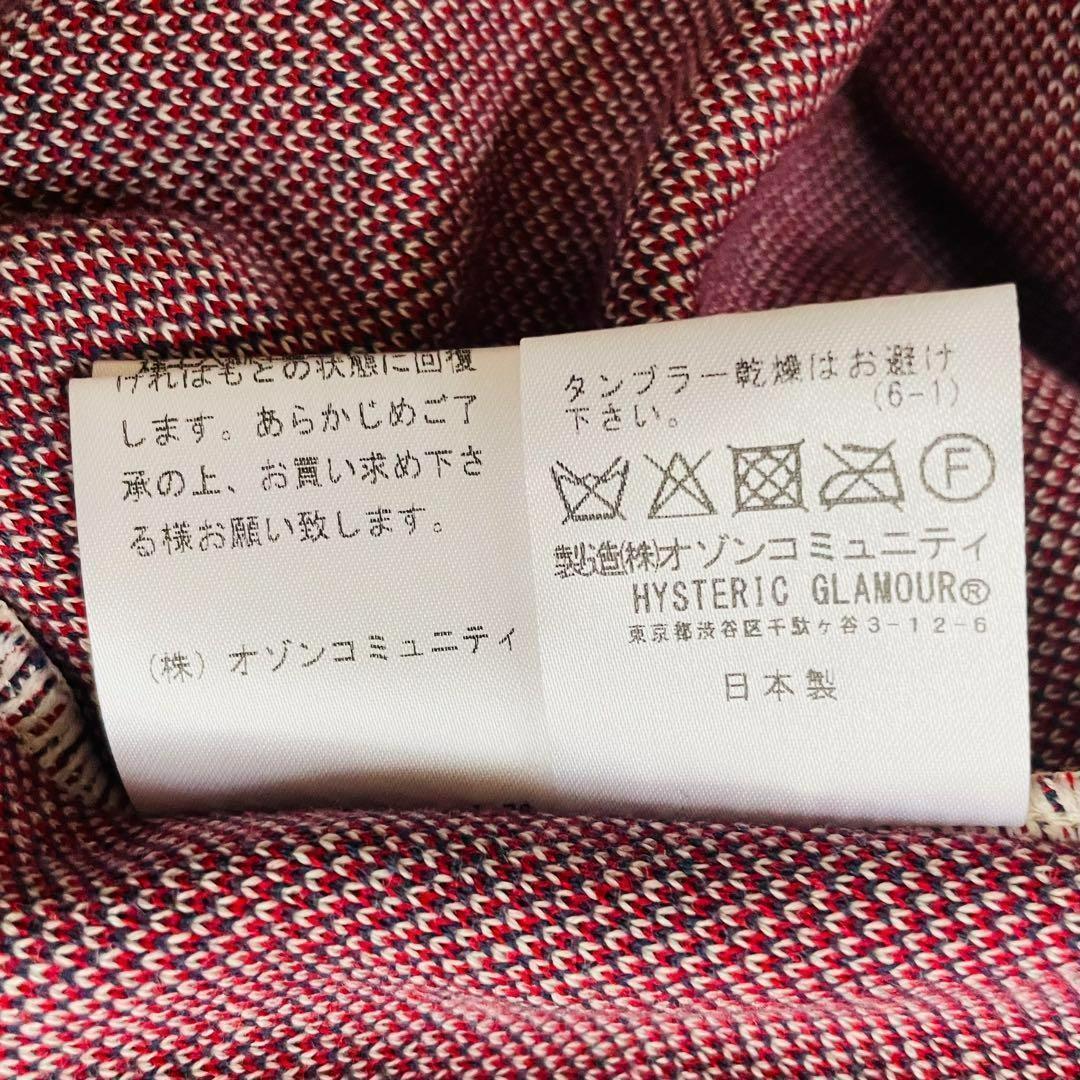 ければもとの状態に回復
します。あらかじめご了
承の上、お買い求め下さ
る様お願い致します。
(株) オゾンコミュニティ
タンブラー乾燥はお避け
下さい。
(6-1)
F
製造(株)オゾンコミュニティ
HYSTERIC GLAMOUR®
東京都渋谷区千駄ヶ谷3-12-6
日本製